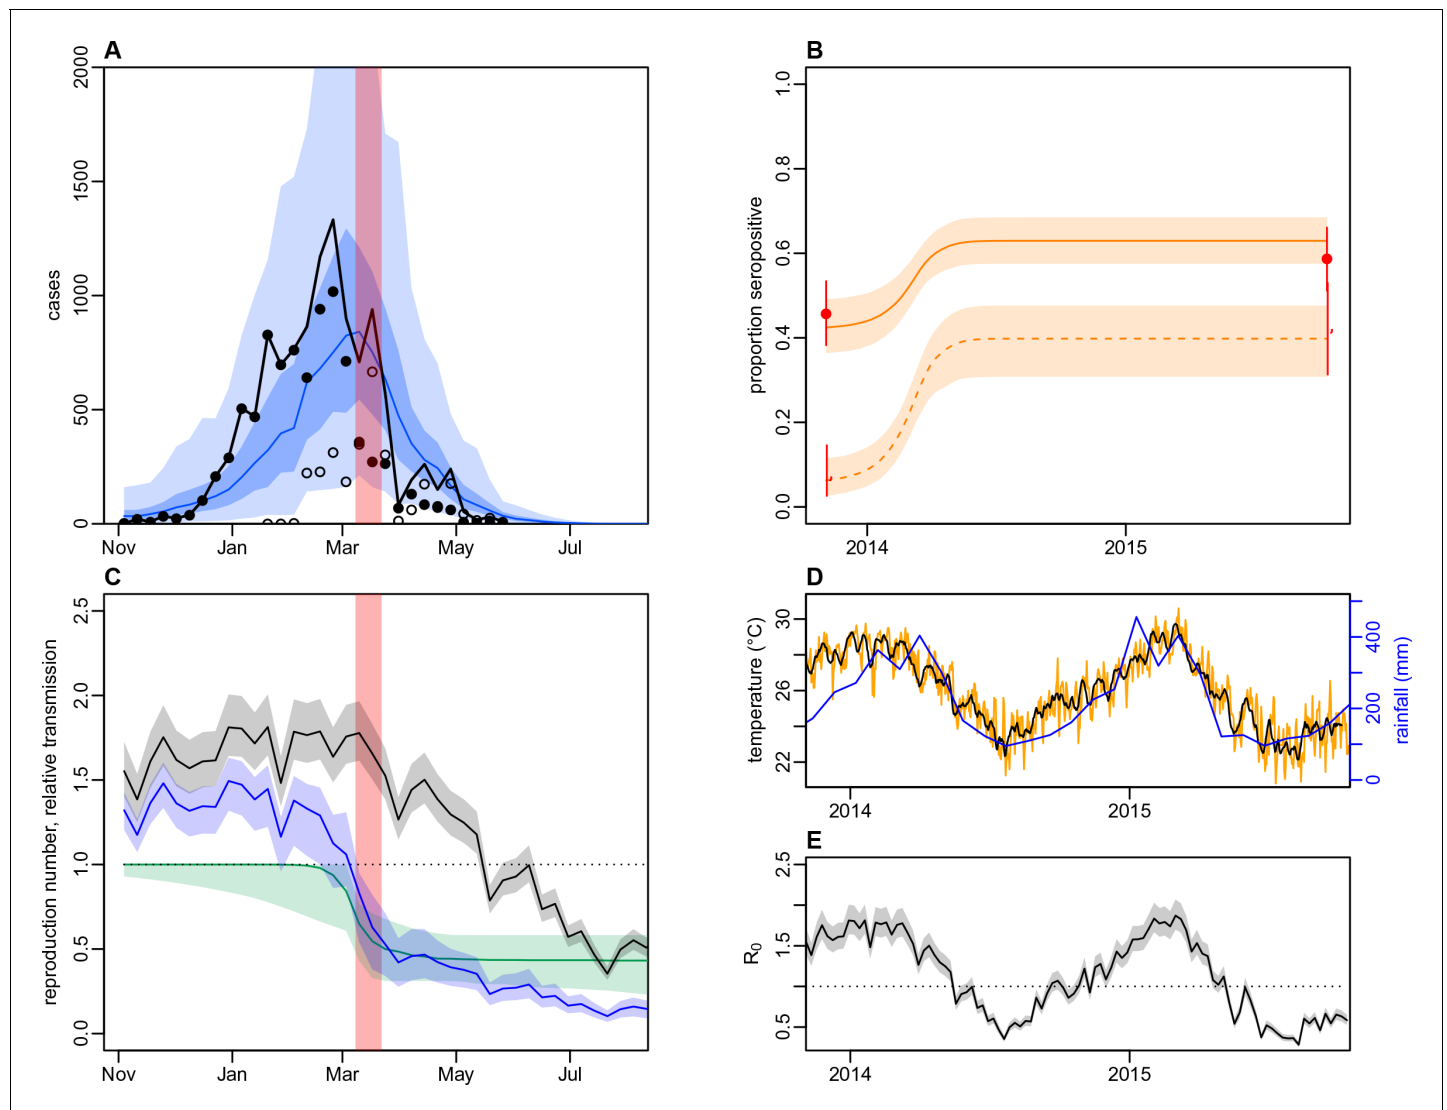 A
2000
1500
1000
500
0
cases
Nov Jan Mar May Jul
B
1.0
0.8
0.6
0.4
0.2
0.0
proportion seropositive
2014 2015
C
2.5
2.0
1.5
1.0
0.5
0.0
reproduction number, relative transmission
Nov Jan Mar May Jul
D
30
26
22
temperature (°C)
400
200
0
rainfall (mm)
2014 2015
E
2.5
1.5
0.5
R0
2014 2015